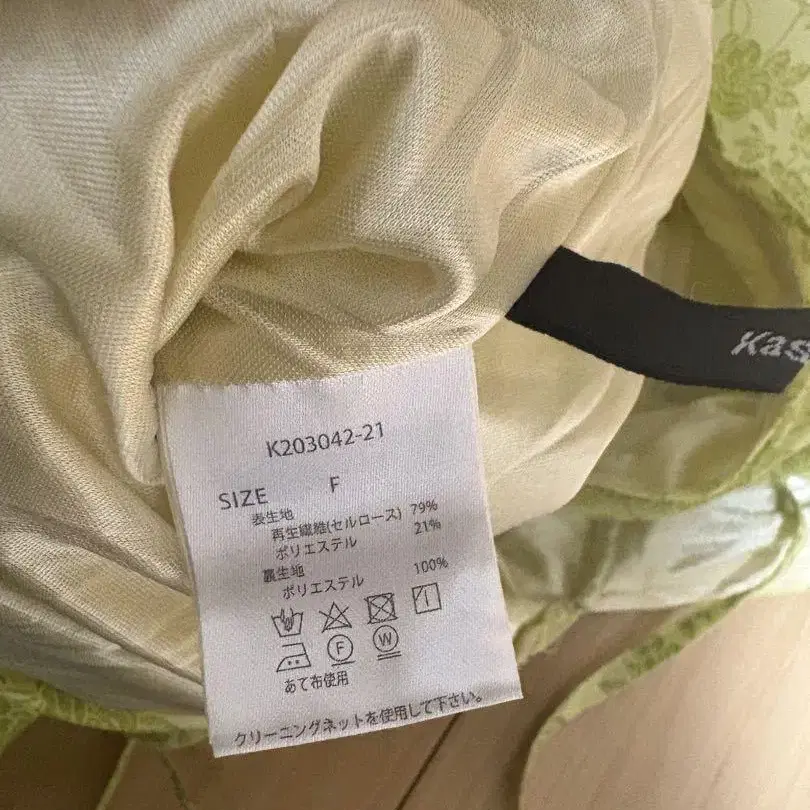 K203042-21
SIZE F
表生地
再生繊維(セルロース) 79%
ポリエステル 21%
裏生地
ポリエステル 100%
F W
あて布使用
クリーニングネットを使用して下さい。